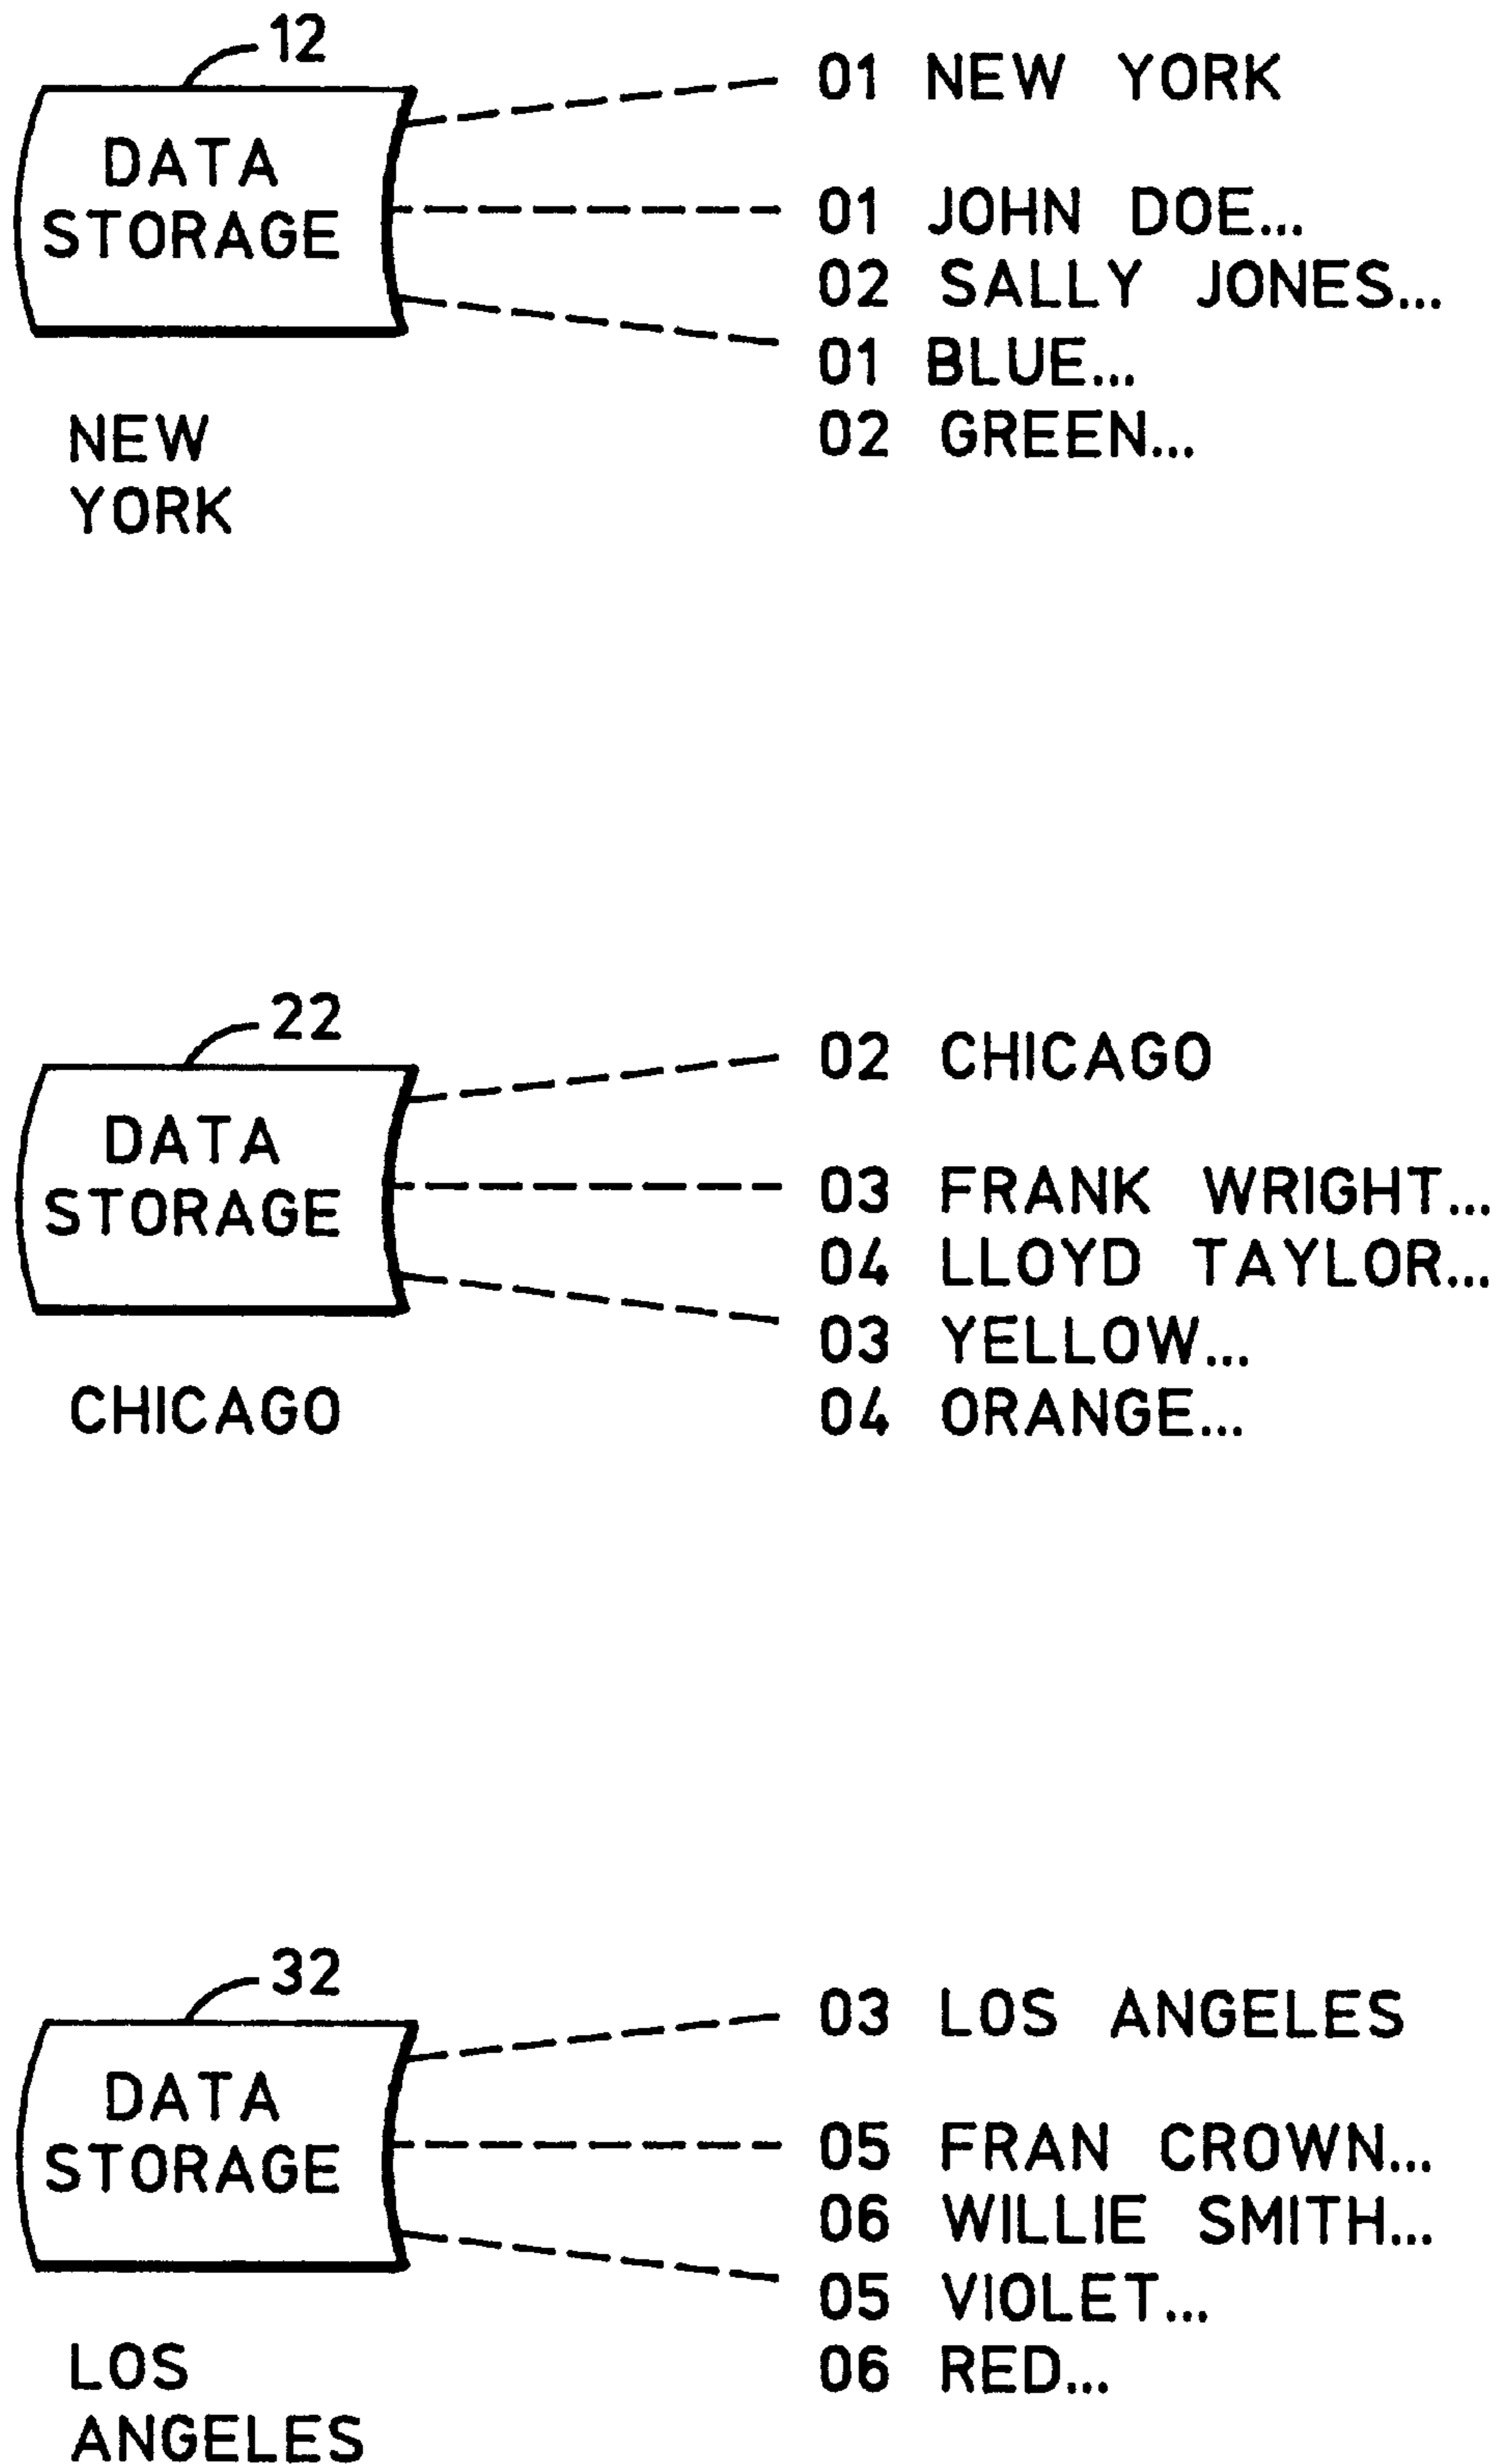 12
DATA
STORAGE
NEW
YORK
01 NEW YORK
01 JOHN DOE...
02 SALLY JONES...
01 BLUE...
02 GREEN...
22
DATA
STORAGE
CHICAGO
02 CHICAGO
03 FRANK WRIGHT...
04 LLOYD TAYLOR...
03 YELLOW...
04 ORANGE...
32
DATA
STORAGE
LOS
ANGELES
03 LOS ANGELES
05 FRAN CROWN...
06 WILLIE SMITH...
05 VIOLET...
06 RED...